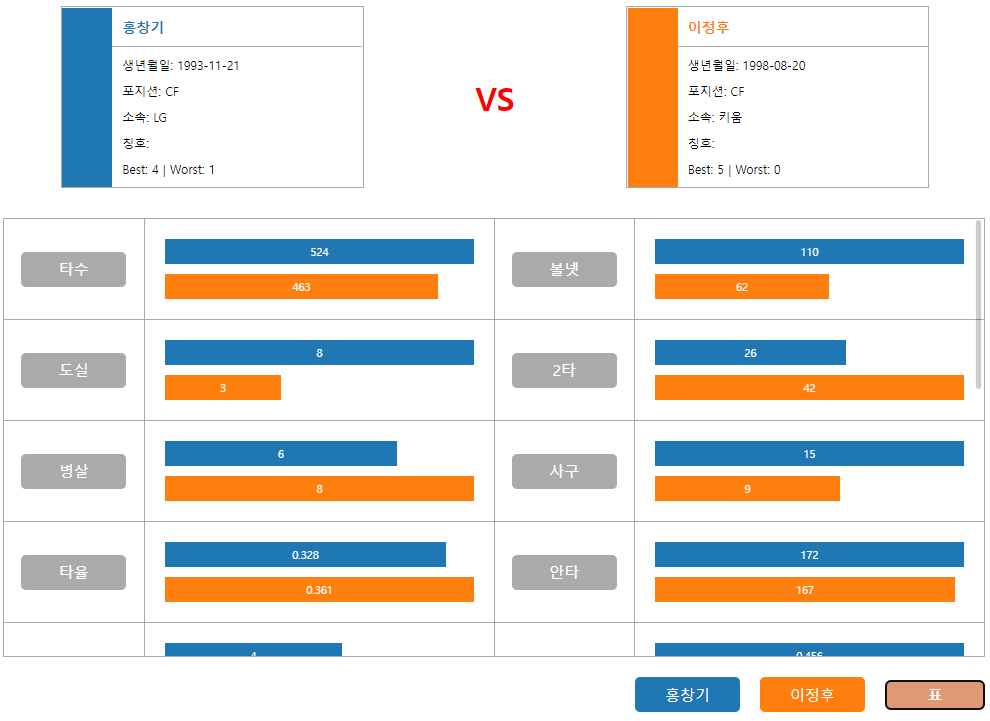 홍창기
생년월일: 1993-11-21
포지션: CF
소속: LG
칭호:
Best: 4 | Worst: 1
VS
이정후
생년월일: 1998-08-20
포지션: CF
소속: 키움
칭호:
Best: 5 | Worst: 0
타수
524
463
볼넷
110
62
도실
8
3
2타
26
42
병살
6
8
사구
15
9
타율
0.328
0.361
안타
172
167
4
0.456
홍창기
이정후
표